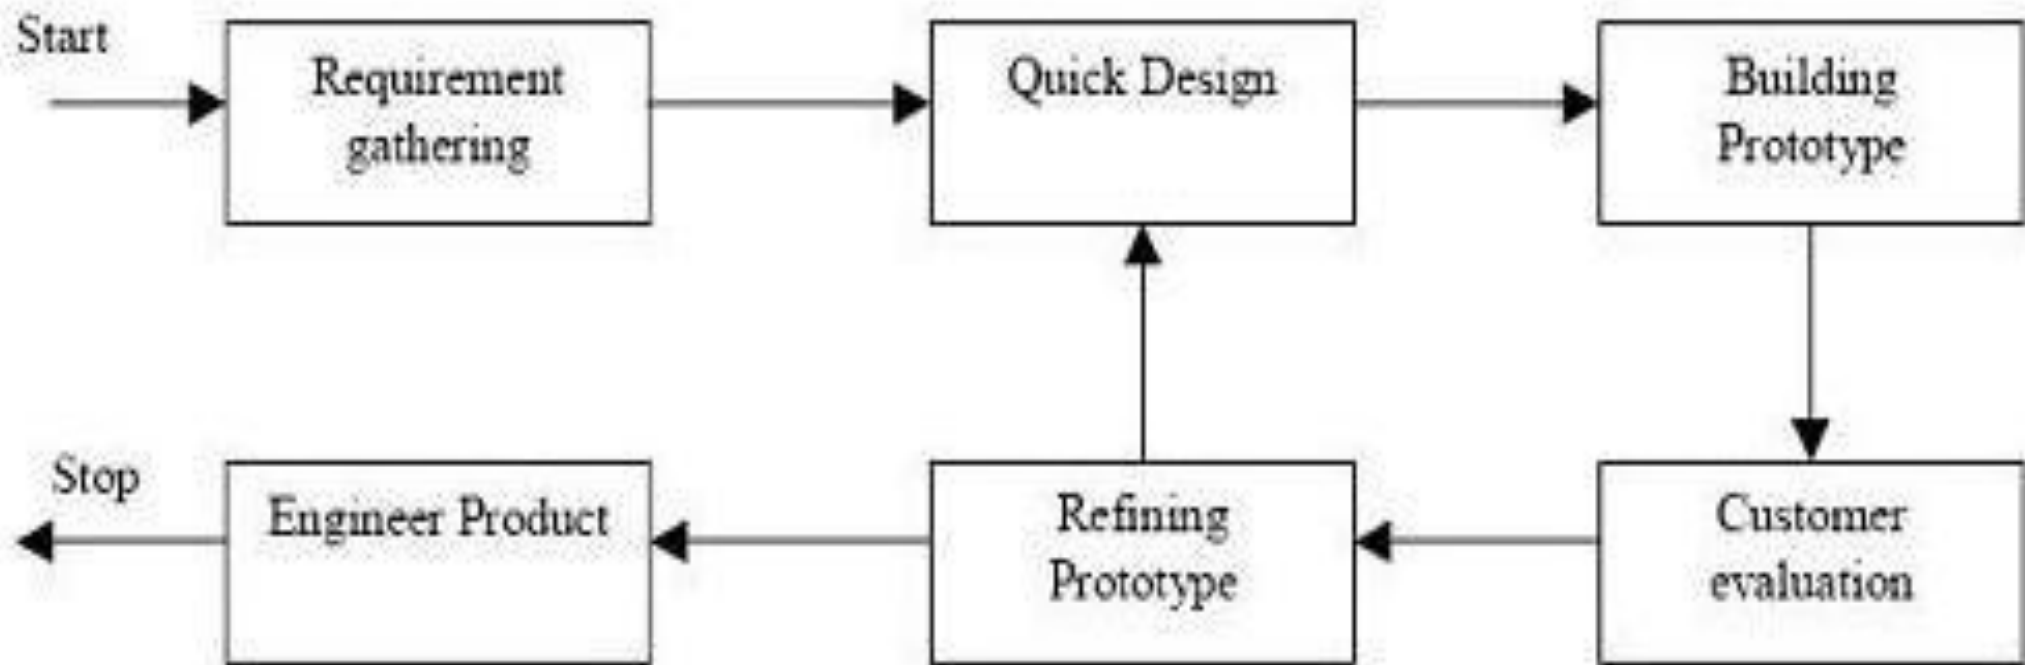 Start
Requirement
gathering
Quick Design
Building
Prototype
Stop
Engineer Product
Refining
Prototype
Customer
evaluation